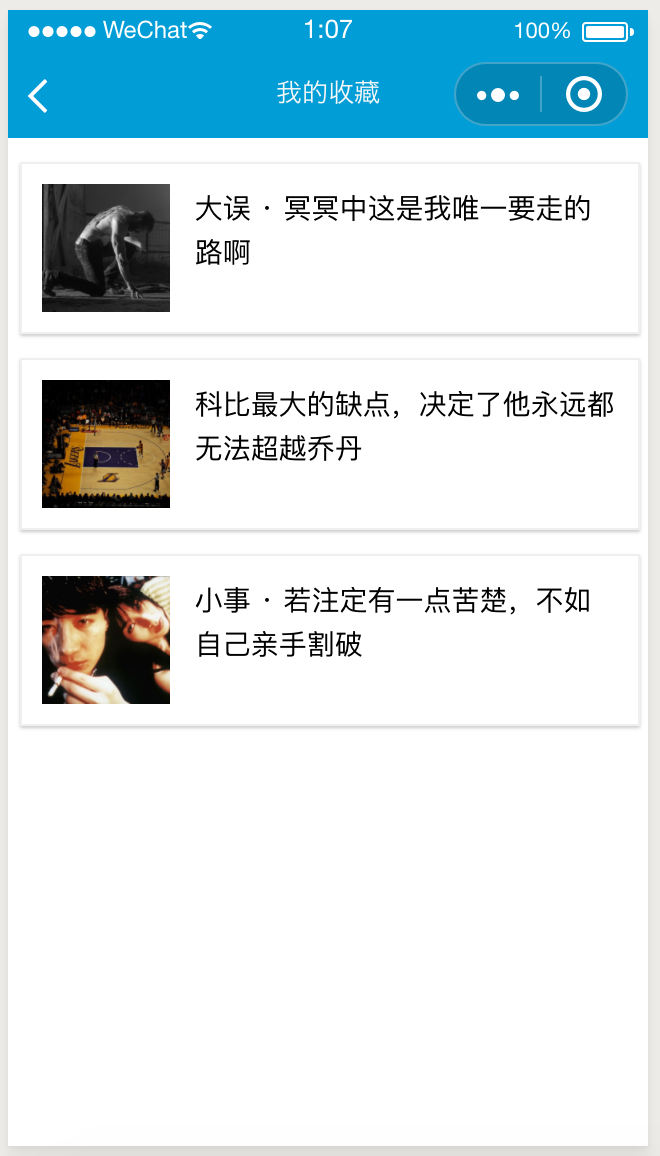 WeChat 1:07 100%
我的收藏
大误 · 冥冥中这是我唯一要走的
路啊
科比最大的缺点，决定了他永远都
无法超越乔丹
小事 · 若注定有一点苦楚，不如
自己亲手割破